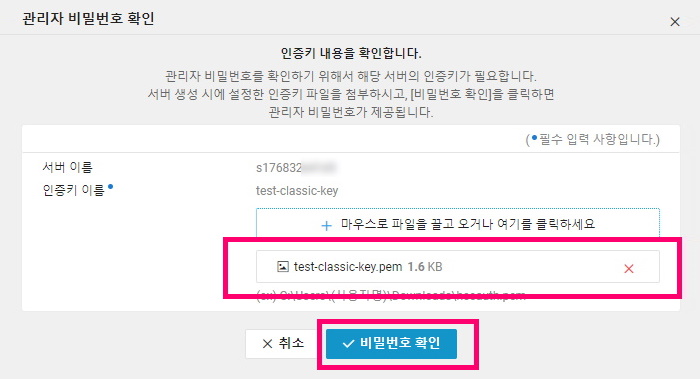 관리자 비밀번호 확인
인증키 내용을 확인합니다.
관리자 비밀번호를 확인하기 위해서 해당 서버의 인증키가 필요합니다.
서버 생성 시에 설정한 인증키 파일을 첨부하시고, [비밀번호 확인]을 클릭하면
관리자 비밀번호가 제공됩니다.
(•필수 입력 사항입니다.)
서버 이름 s176832
인증키 이름• test-classic-key
+ 마우스로 파일을 끌고 오거나 여기를 클릭하세요
test-classic-key.pem 1.6 KB
(ex) C:\Users\(사용자명)\Downloads\
취소 비밀번호 확인